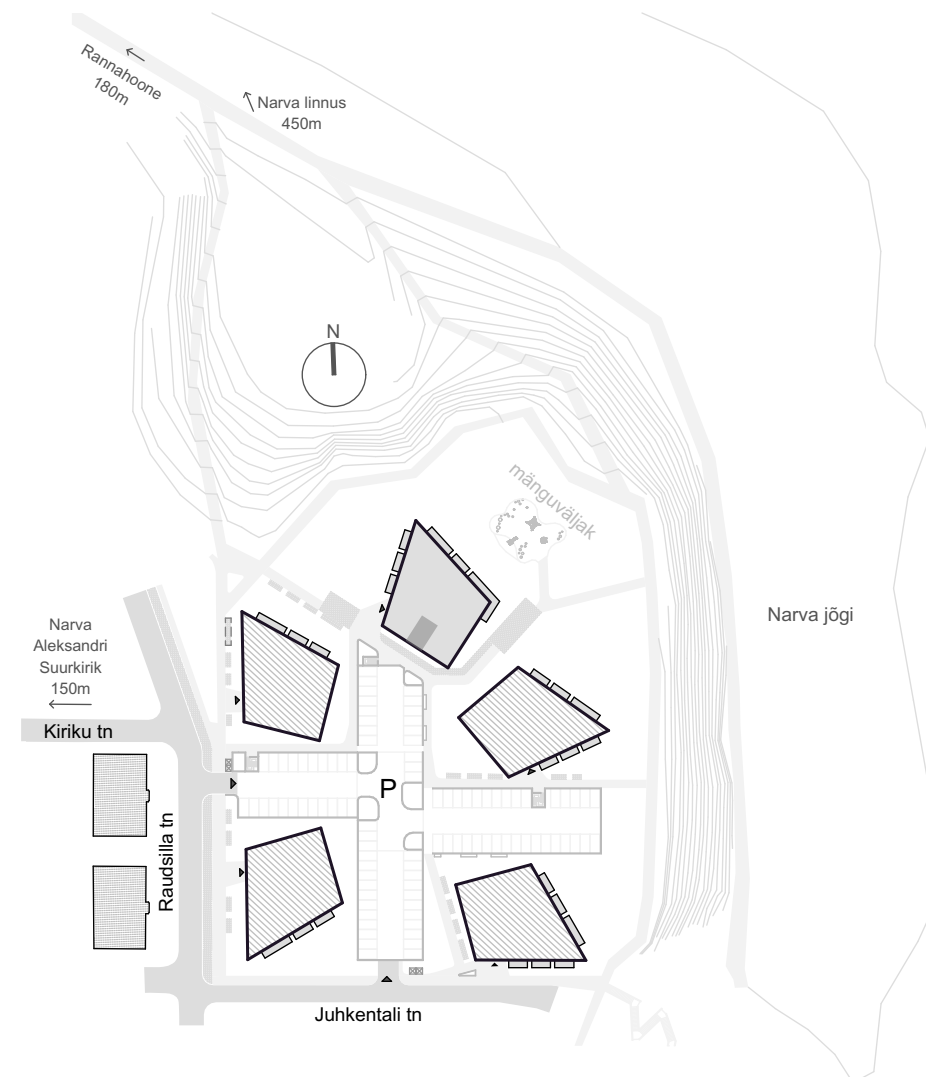 Rannahoone
180m
Narva linnus
450m
N
mänguväljak
Narva
Aleksandri
Suurkirik
150m
Narva jõgi
Kiriku tn
P
Raudsilla tn
Juhkentali tn